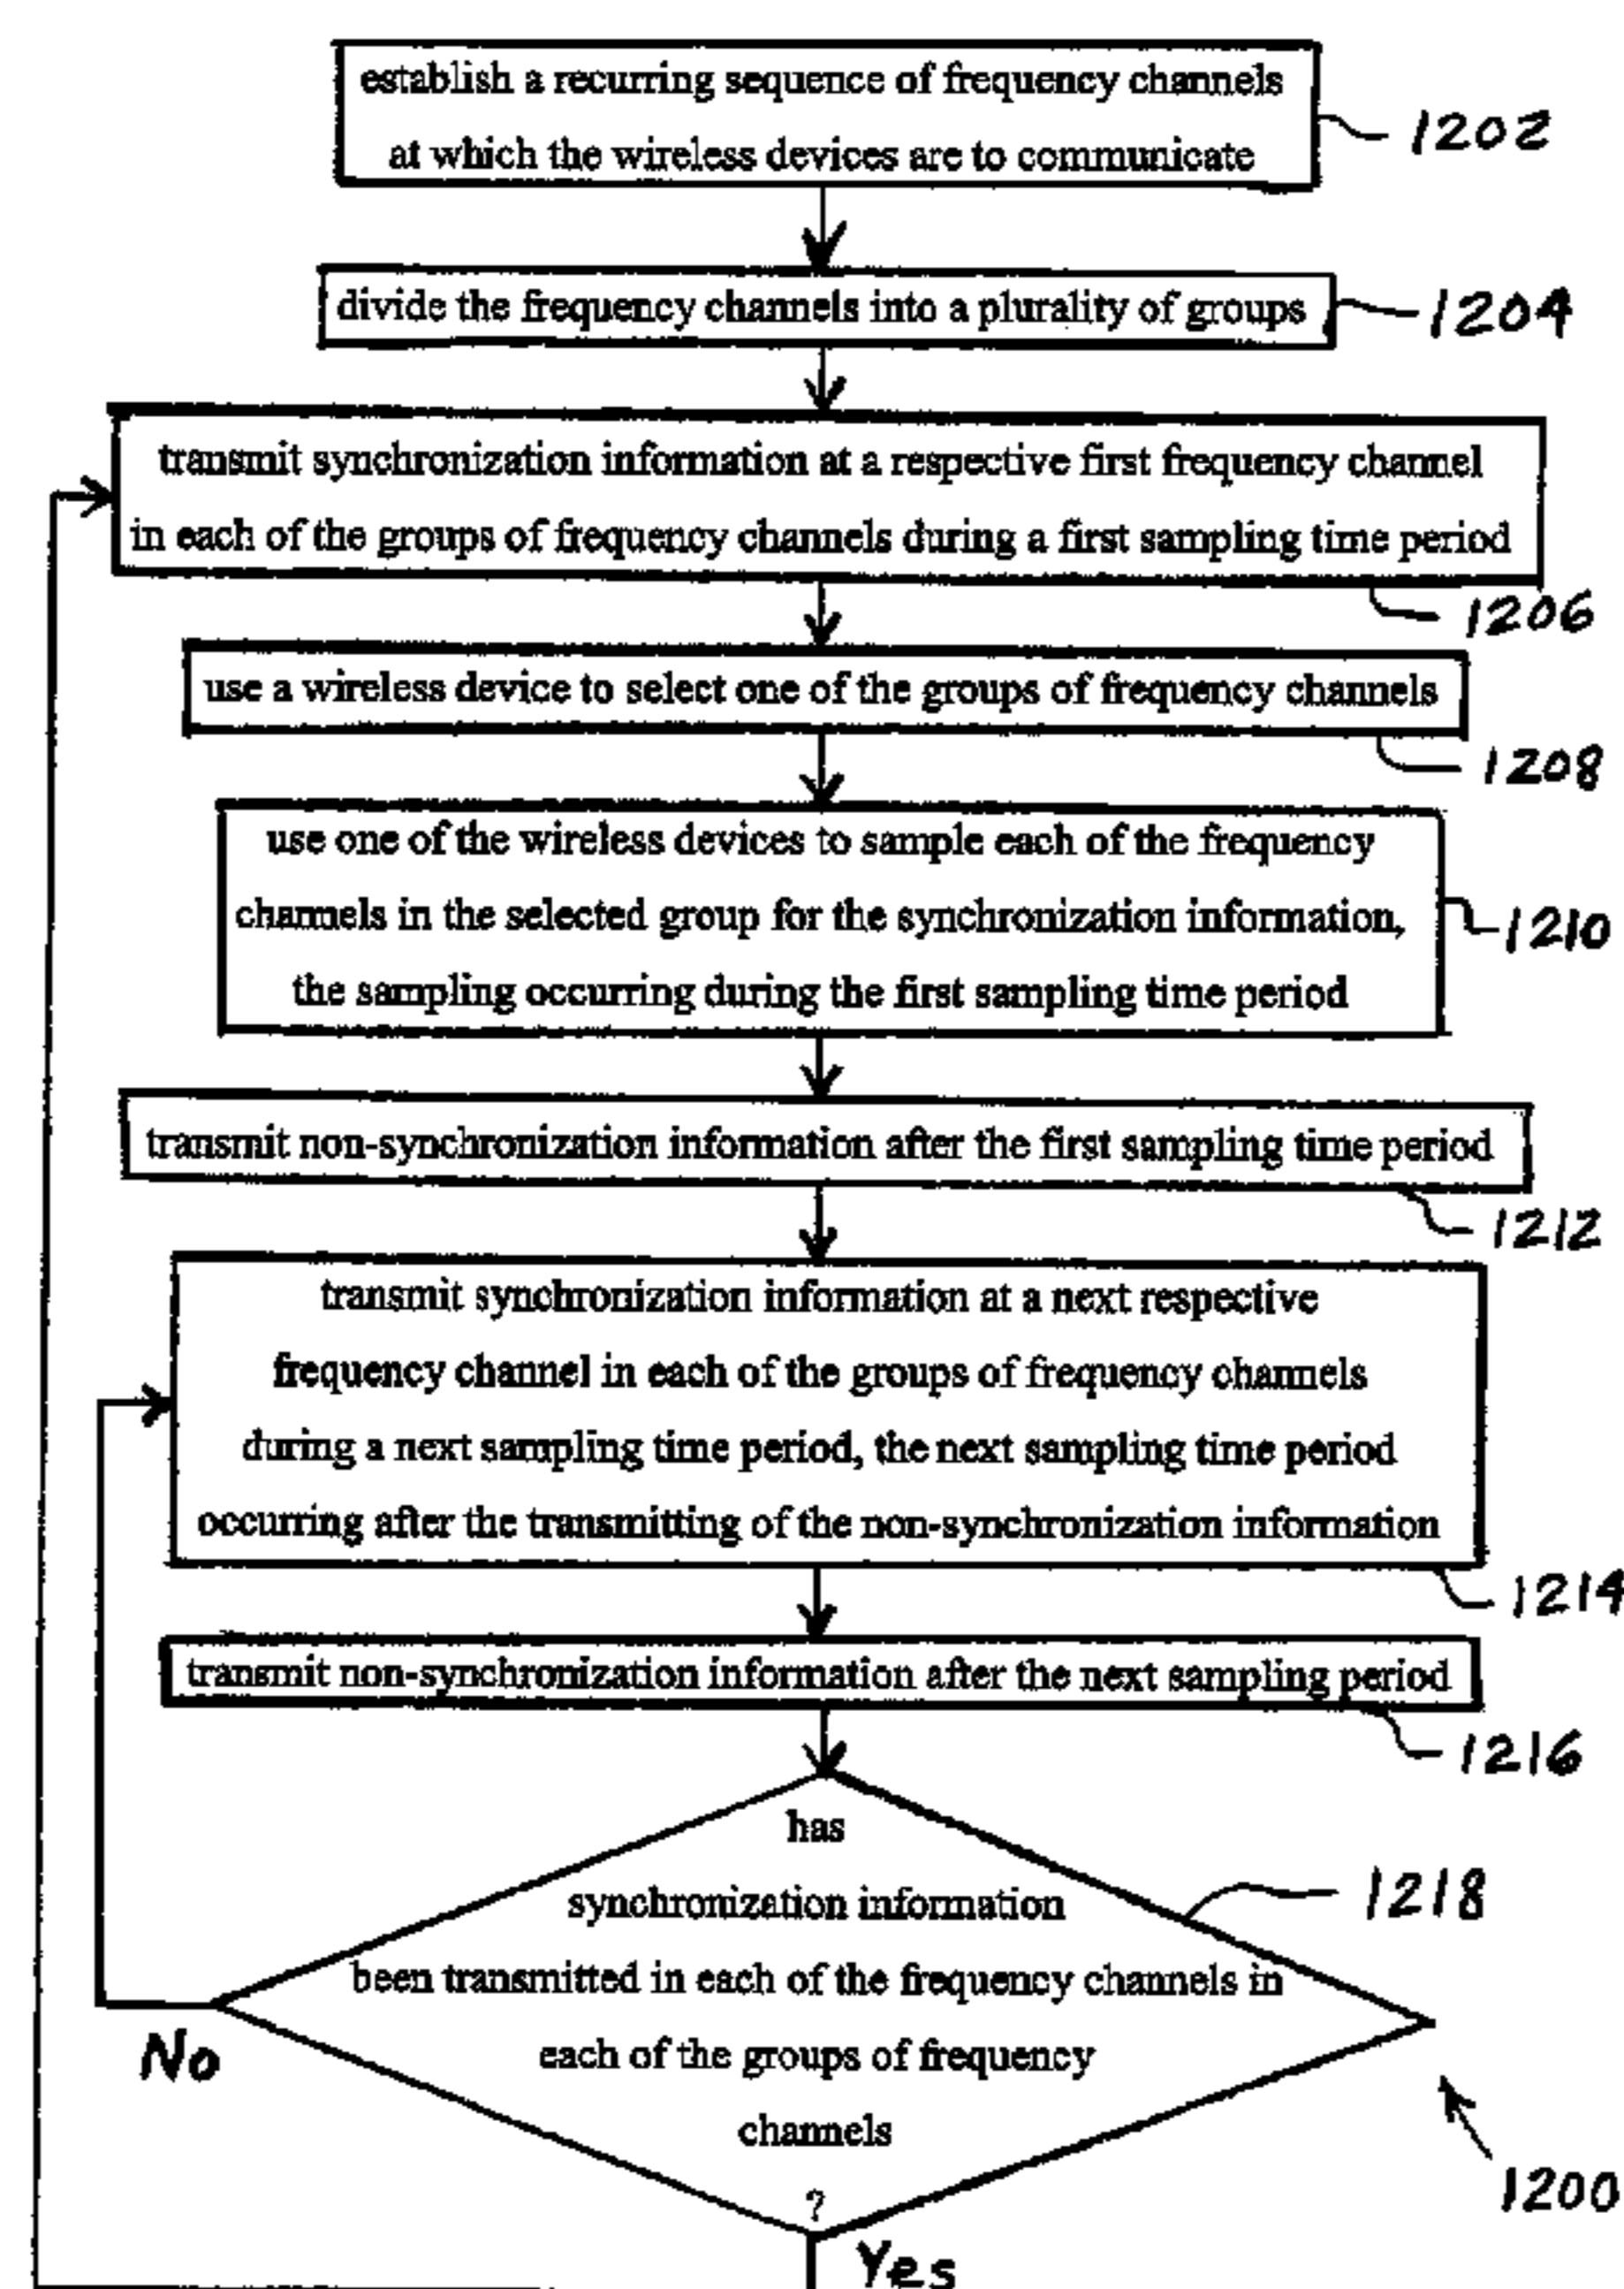 establish a recurring sequence of frequency channels
at which the wireless devices are to communicate
1202
divide the frequency channels into a plurality of groups
1204
transmit synchronization information at a respective first frequency channel
in each of the groups of frequency channels during a first sampling time period
1206
use a wireless device to select one of the groups of frequency channels
1208
use one of the wireless devices to sample each of the frequency
channels in the selected group for the synchronization information,
the sampling occurring during the first sampling time period
1210
transmit non-synchronization information after the first sampling time period
1212
transmit synchronization information at a next respective
frequency channel in each of the groups of frequency channels
during a next sampling time period, the next sampling time period
occurring after the transmitting of the non-synchronization information
1214
transmit non-synchronization information after the next sampling period
1216
has
synchronization information
been transmitted in each of the frequency channels in
each of the groups of frequency
channels
?
1218
No
Yes
1200